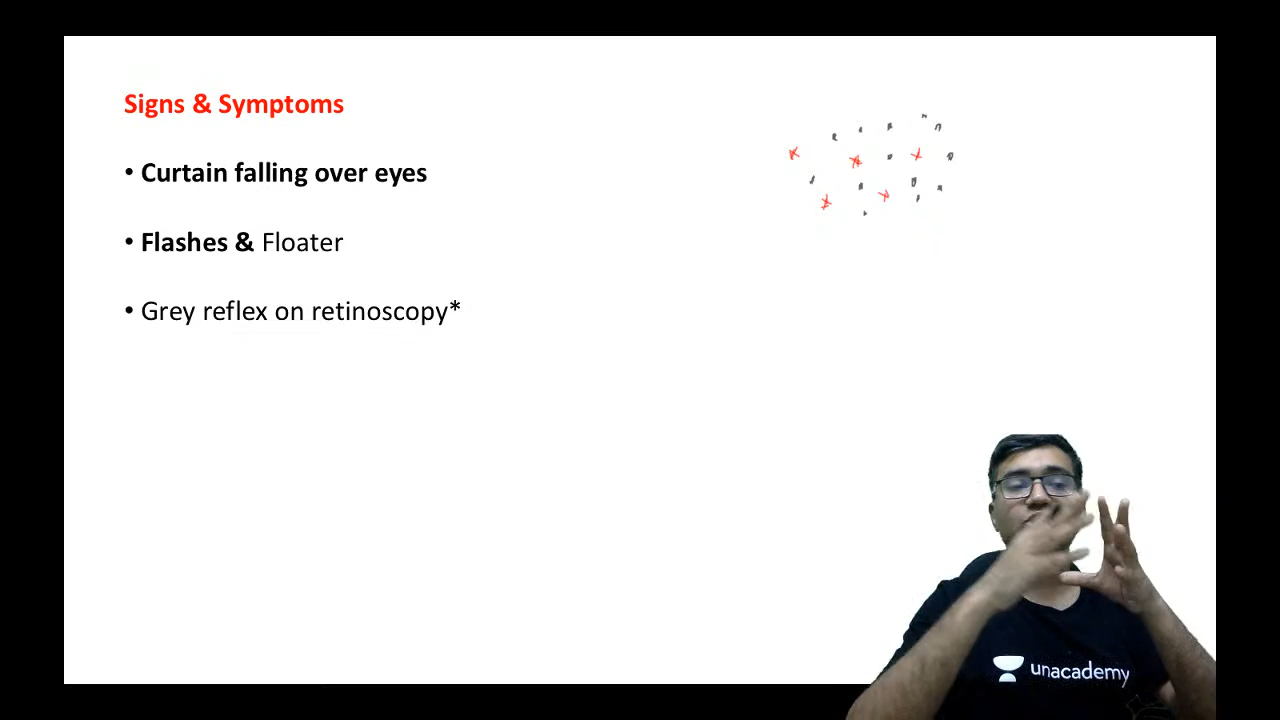 Signs & Symptoms
• Curtain falling over eyes
• Flashes & Floater
• Grey reflex on retinoscopy*
unacademy